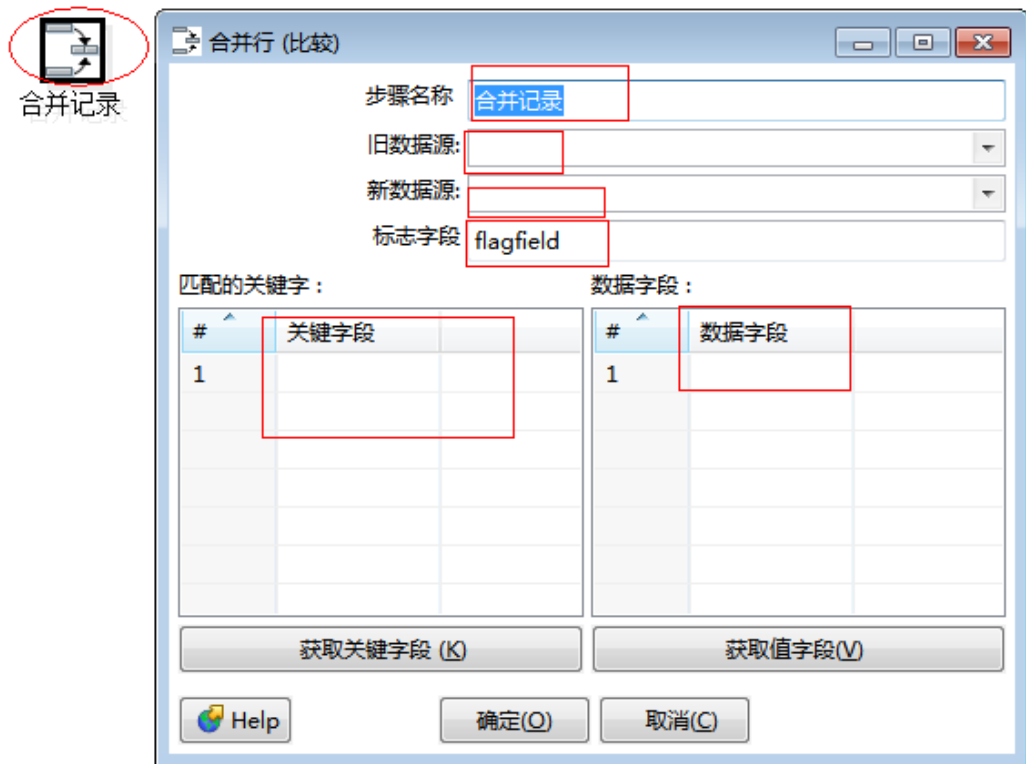 合并记录
合并行 (比较)
步骤名称 合并记录
旧数据源:
新数据源:
标志字段 flagfield
匹配的关键字： 数据字段：
# 关键字段 # 数据字段
1 1
获取关键字段 (K) 获取值字段(V)
Help 确定(O) 取消(C)